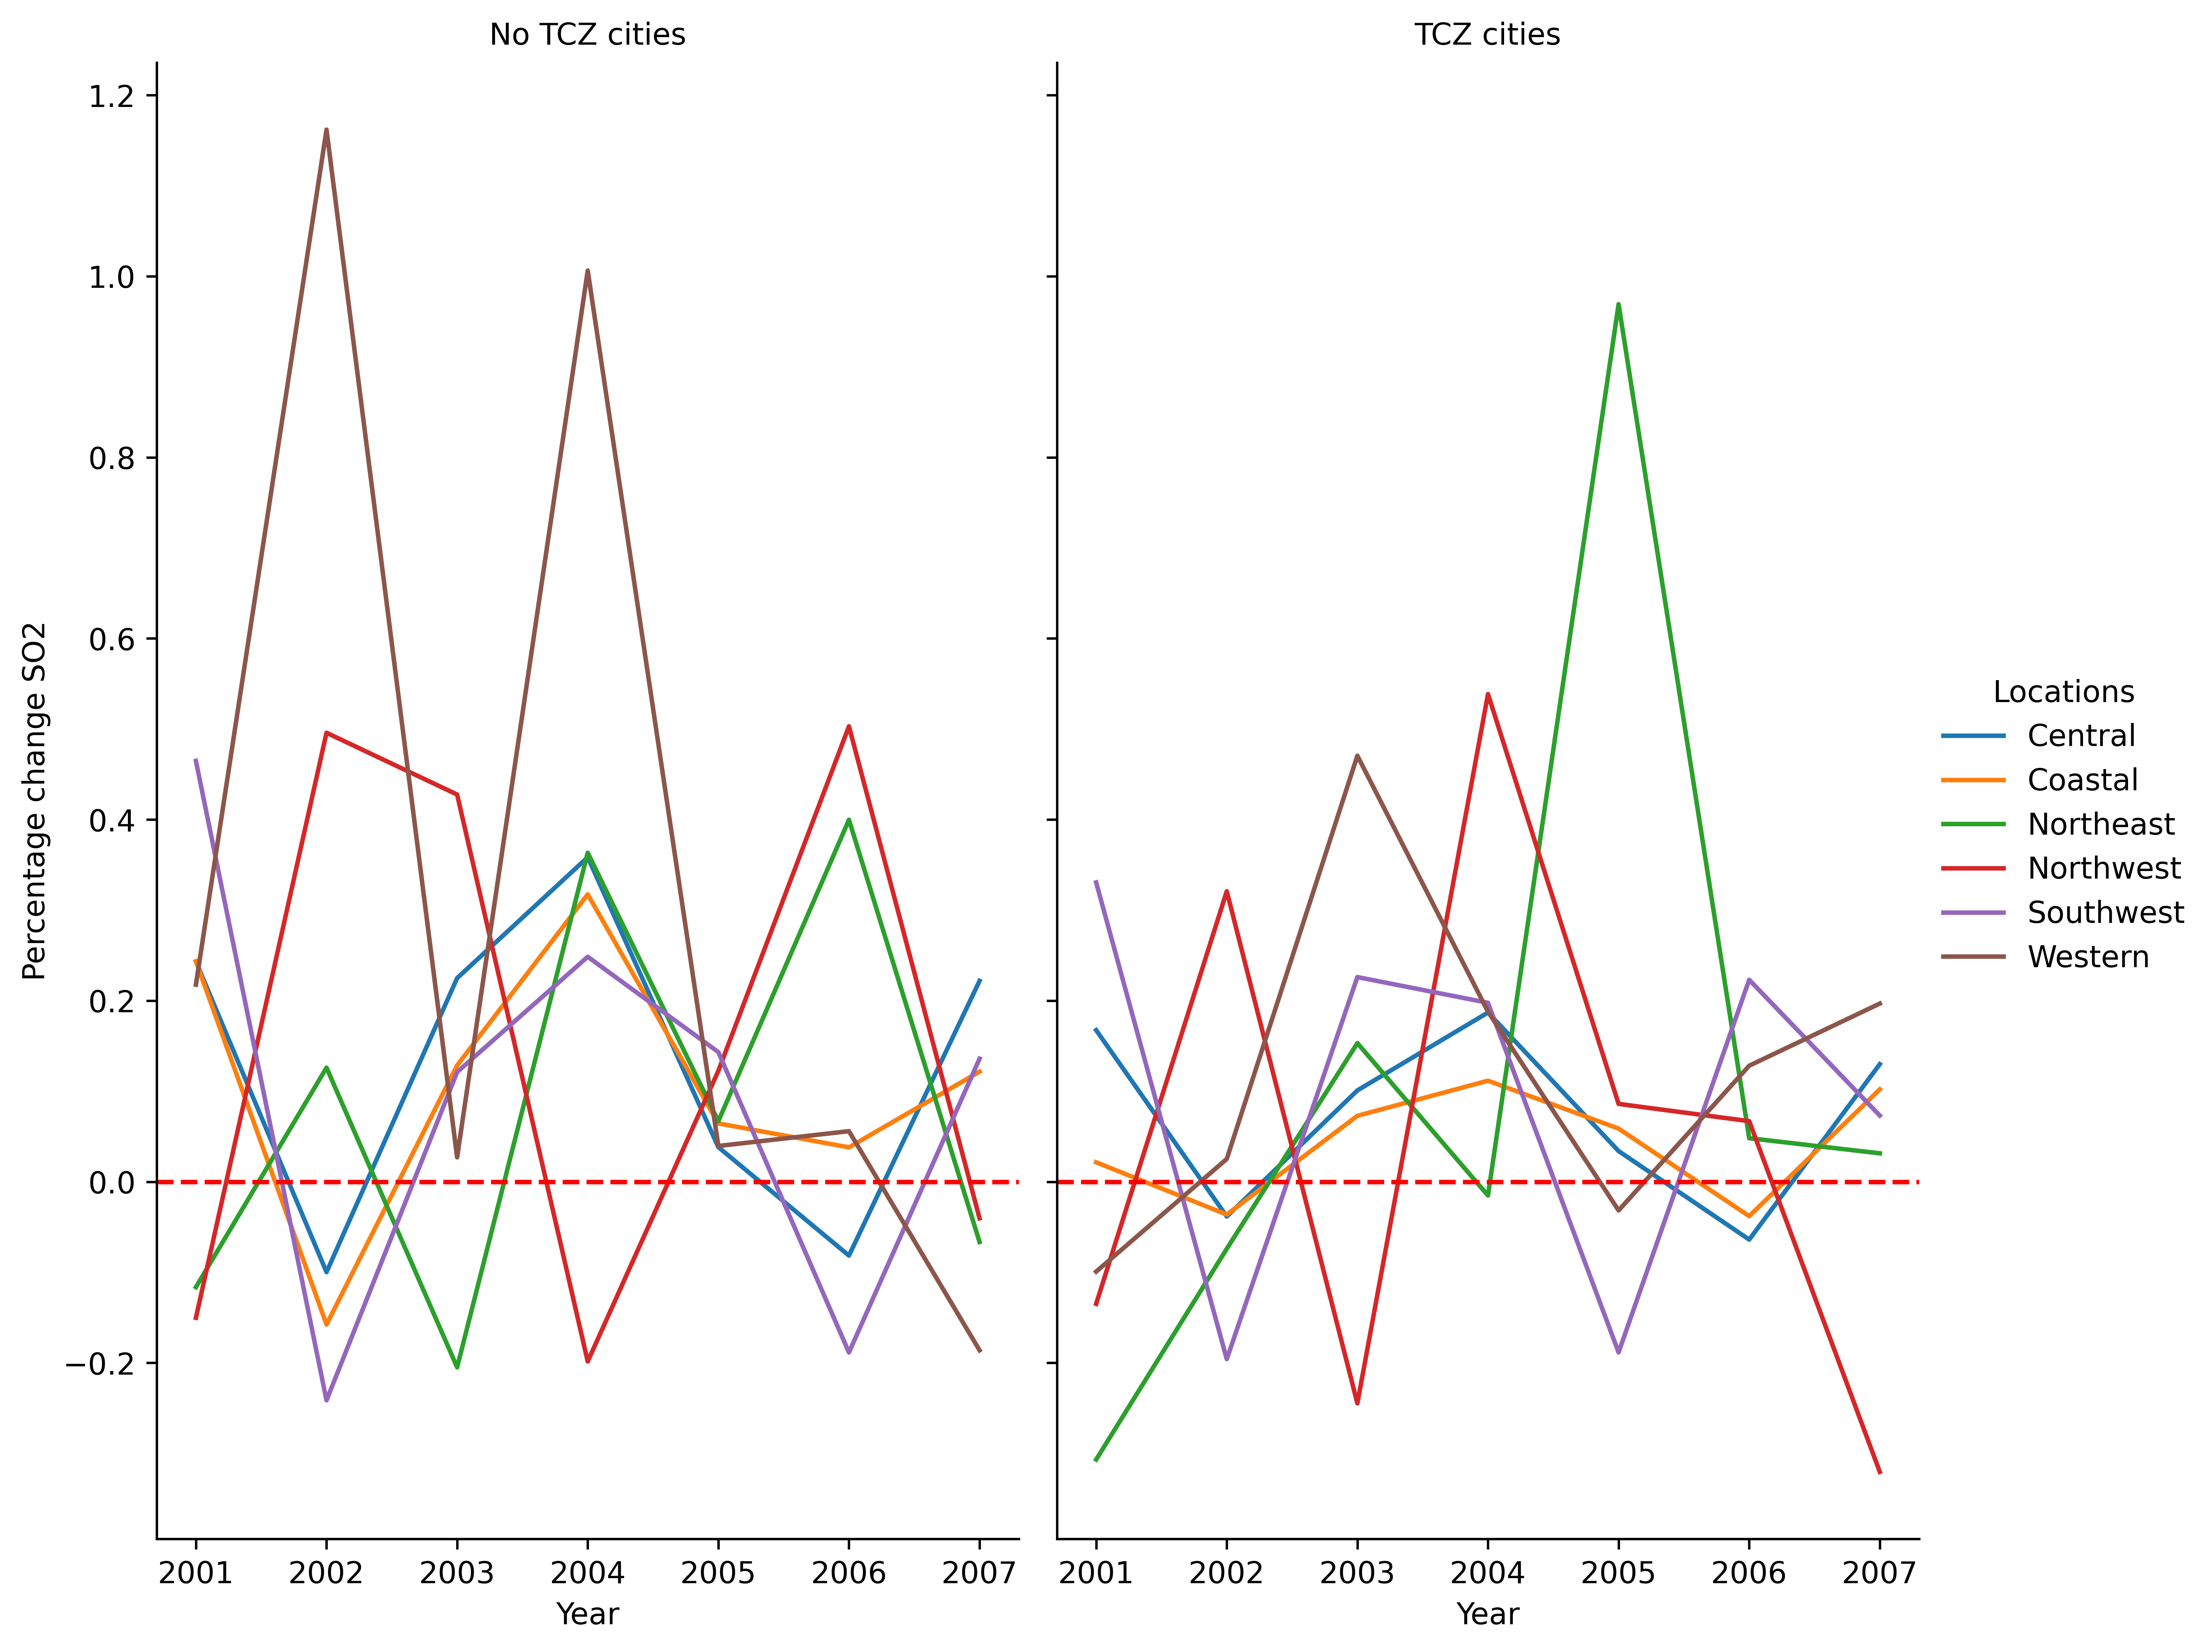 No TCZ cities
TCZ cities
Percentage change SO2
1.2
1.0
0.8
0.6
0.4
0.2
0.0
−0.2
2001 2002 2003 2004 2005 2006 2007
Year
2001 2002 2003 2004 2005 2006 2007
Year
Locations
Central
Coastal
Northeast
Northwest
Southwest
Western